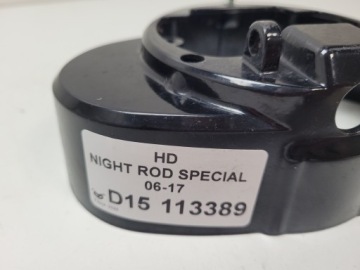 HD
NIGHT ROD SPECIAL
06-17
D15 113389